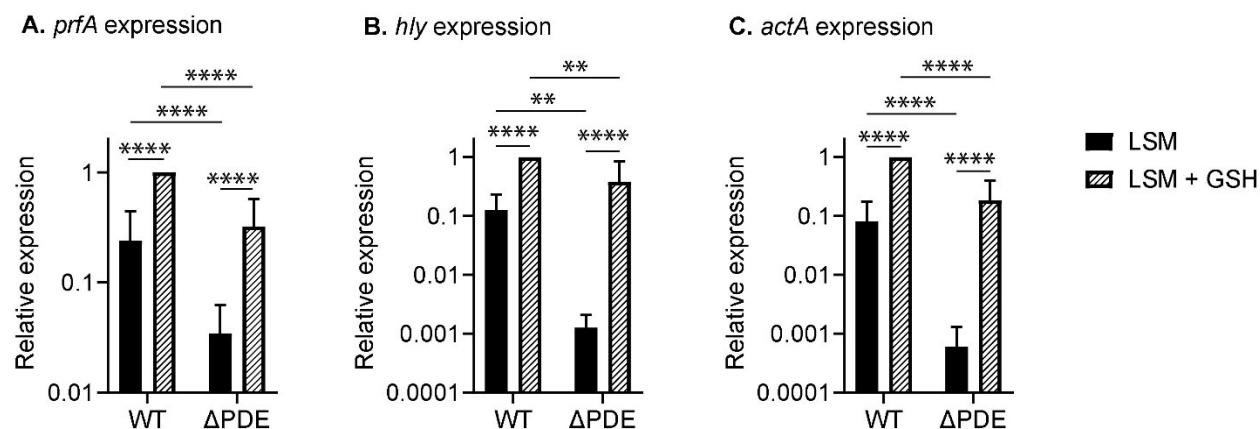 A. prfA expression
****
****
****
****
1
0.1
0.01
Relative expression
WT
ΔPDE
B. hly expression
**
**
****
****
1
0.1
0.01
0.001
0.0001
Relative expression
WT
ΔPDE
C. actA expression
****
****
****
****
1
0.1
0.01
0.001
0.0001
Relative expression
WT
ΔPDE
LSM
LSM + GSH